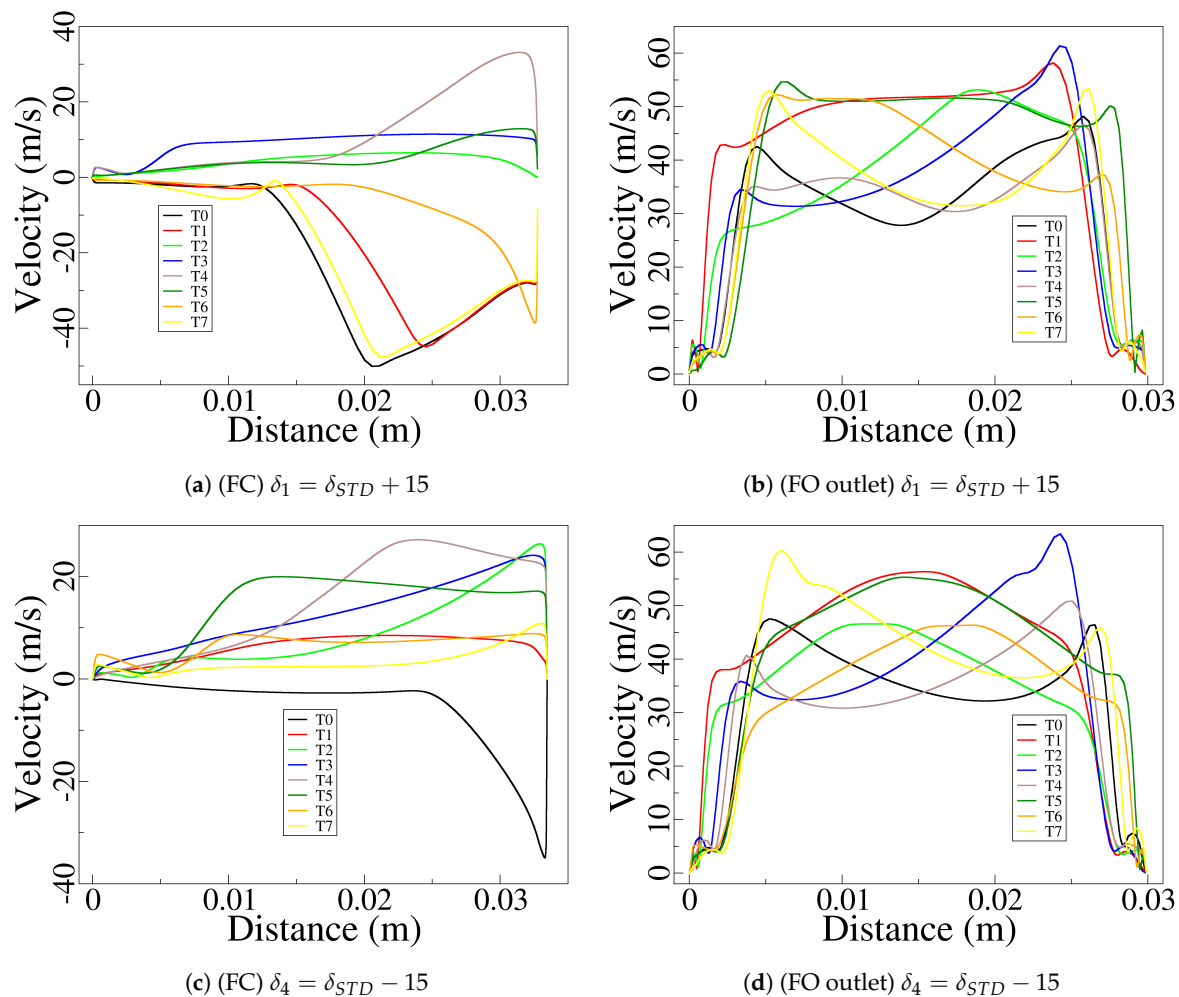 40
20
0
-20
-40
Velocity (m/s)
T0
T1
T2
T3
T4
T5
T6
T7
0 0.01 0.02 0.03
Distance (m)
(a) (FC) δ1 = δSTD + 15
60
50
40
30
20
10
0
Velocity (m/s)
T0
T1
T2
T3
T4
T5
T6
T7
0 0.01 0.02 0.03
Distance (m)
(b) (FO outlet) δ1 = δSTD + 15
20
0
-20
-40
Velocity (m/s)
T0
T1
T2
T3
T4
T5
T6
T7
0 0.01 0.02 0.03
Distance (m)
(c) (FC) δ4 = δSTD − 15
60
50
40
30
20
10
0
Velocity (m/s)
T0
T1
T2
T3
T4
T5
T6
T7
0 0.01 0.02 0.03
Distance (m)
(d) (FO outlet) δ4 = δSTD − 15